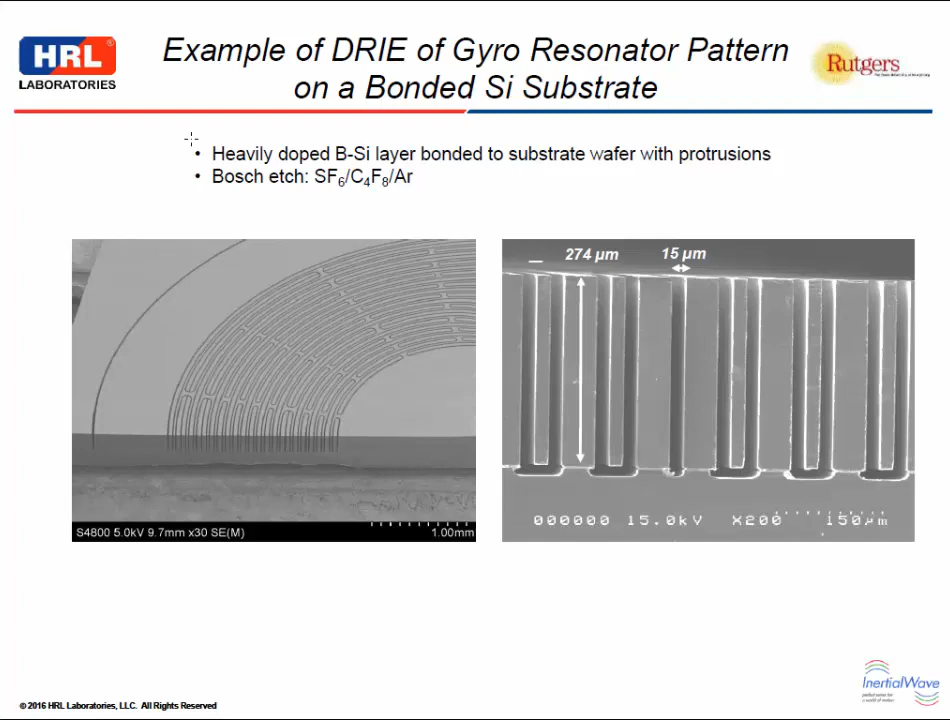 HRL®
LABORATORIES
Example of DRIE of Gyro Resonator Pattern
on a Bonded Si Substrate
Rutgers
• Heavily doped B-Si layer bonded to substrate wafer with protrusions
• Bosch etch: SF₆/C₄F₈/Ar
274 µm
15 µm
S4800 5.0kV 9.7mm x30 SE(M)
1.00mm
000000 15.0kV X200 150µm
InertialWave
© 2016 HRL Laboratories, LLC. All Rights Reserved